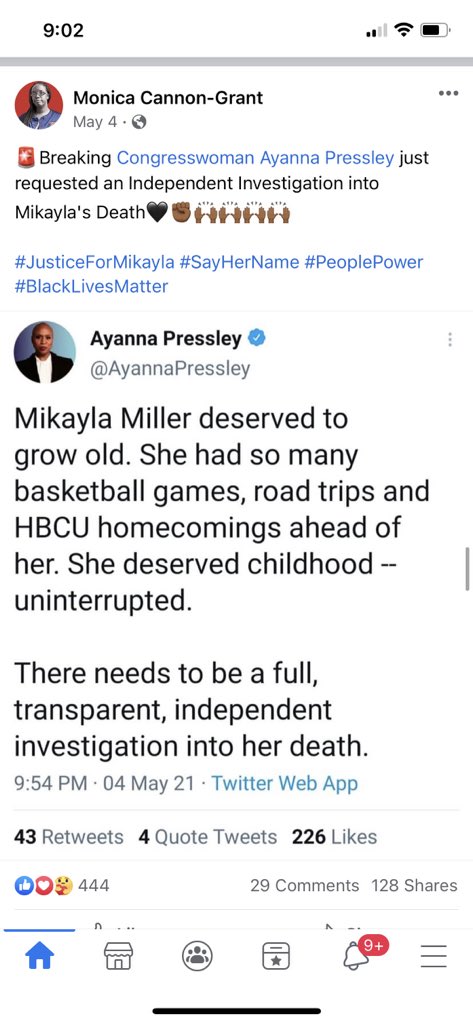 9:02
Monica Cannon-Grant
May 4 ·
🚨Breaking Congresswoman Ayanna Pressley just
requested an Independent Investigation into
Mikayla's Death🖤✊🏾🙌🏾🙌🏾🙌🏾🙌🏾
#JusticeForMikayla #SayHerName #PeoplePower
#BlackLivesMatter
Ayanna Pressley
@AyannaPressley
Mikayla Miller deserved to
grow old. She had so many
basketball games, road trips and
HBCU homecomings ahead of
her. She deserved childhood --
uninterrupted.
There needs to be a full,
transparent, independent
investigation into her death.
9:54 PM · 04 May 21 · Twitter Web App
43 Retweets 4 Quote Tweets 226 Likes
444 29 Comments 128 Shares
9+